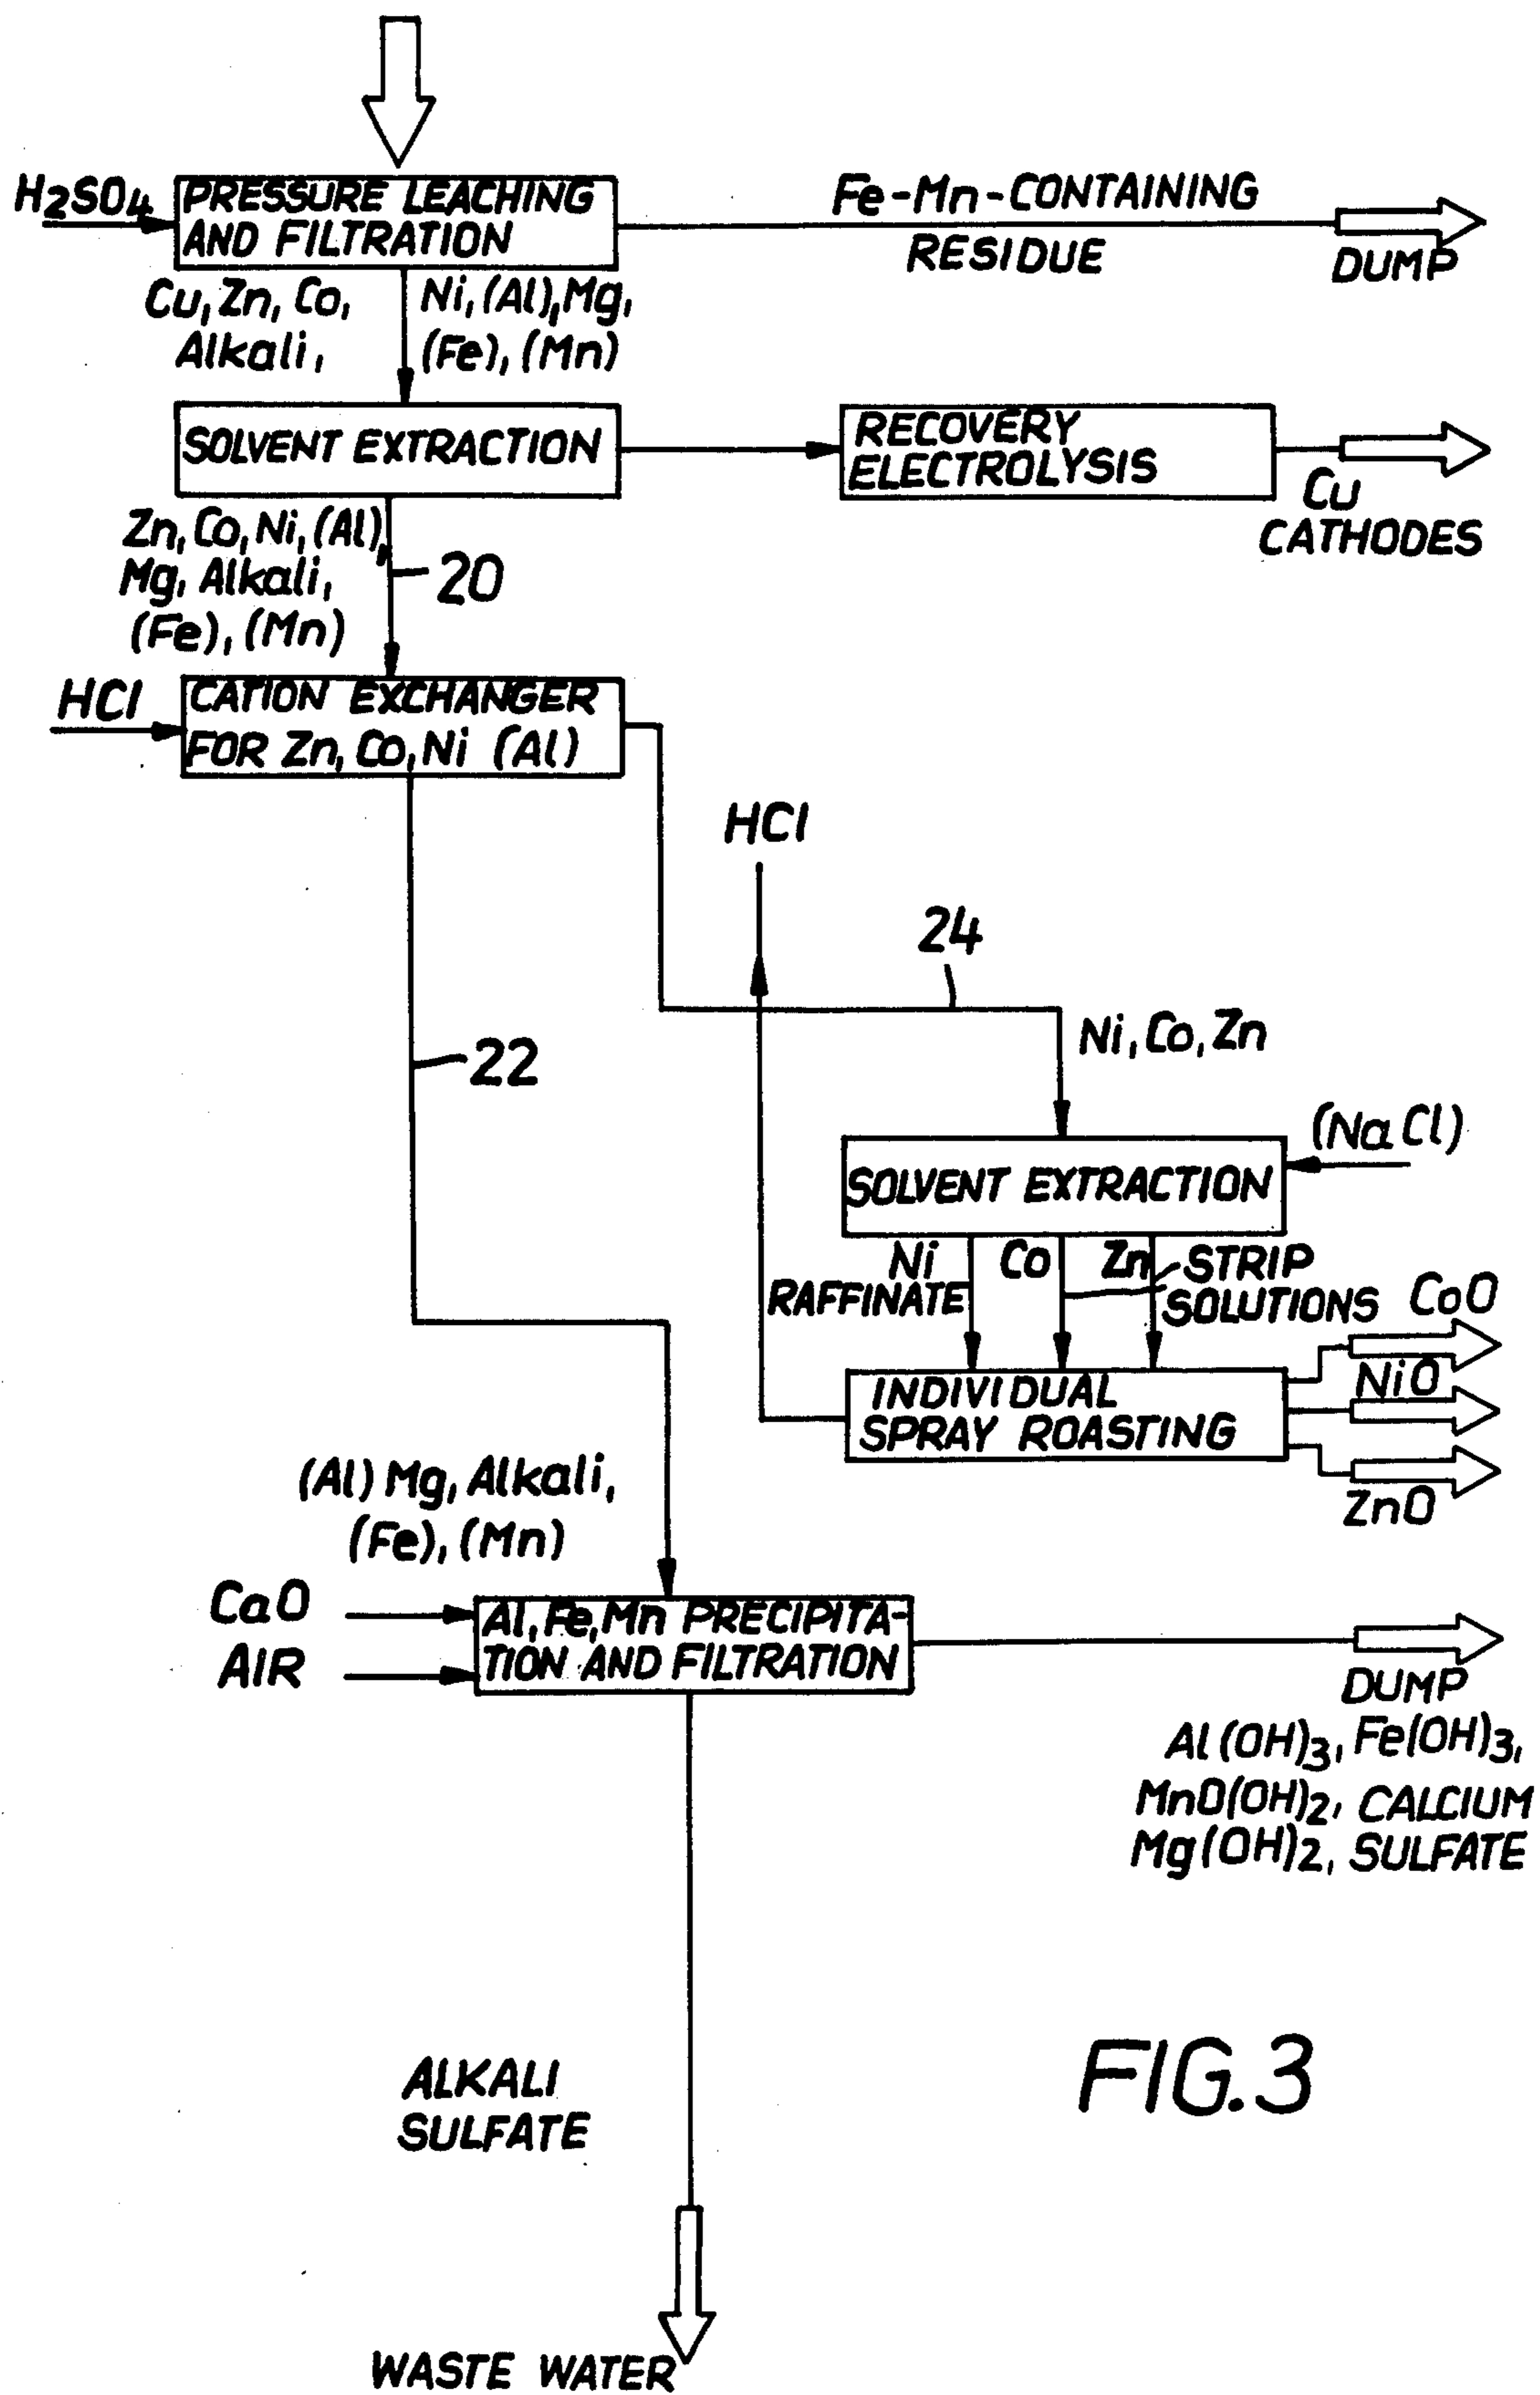 H2SO4
PRESSURE LEACHING
AND FILTRATION
Fe-Mn-CONTAINING
RESIDUE
DUMP
Cu, Zn, Co,
Alkali,
Ni, (Al), Mg,
(Fe), (Mn)
SOLVENT EXTRACTION
RECOVERY
ELECTROLYSIS
Cu
CATHODES
Zn, Co, Ni, (Al),
Mg, Alkali,
(Fe), (Mn)
20
HCl
CATION EXCHANGER
FOR Zn, Co, Ni (Al)
HCl
24
22
Ni, Co, Zn
(NaCl)
SOLVENT EXTRACTION
Ni
RAFFINATE
Co
Zn
STRIP
SOLUTIONS
CoO
NiO
ZnO
INDIVIDUAL
SPRAY ROASTING
(Al) Mg, Alkali,
(Fe), (Mn)
CaO
AIR
Al, Fe, Mn PRECIPITA-
TION AND FILTRATION
DUMP
Al(OH)3, Fe(OH)3,
MnO(OH)2, CALCIUM
Mg(OH)2, SULFATE
ALKALI
SULFATE
FIG. 3
WASTE WATER